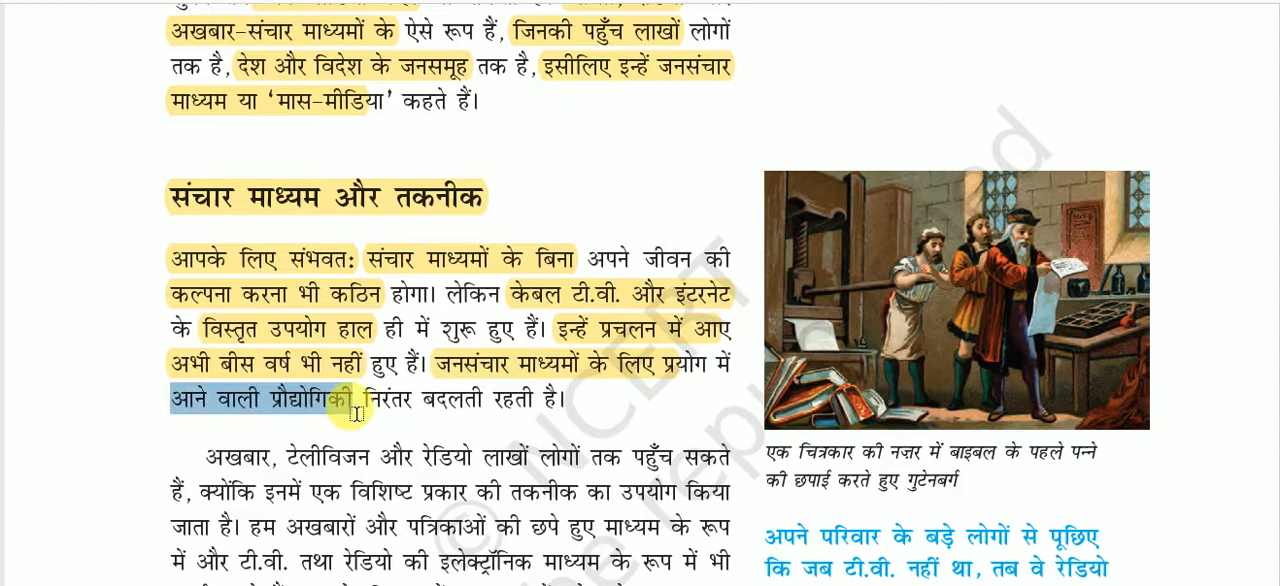 अखबार-संचार माध्यमों के ऐसे रूप हैं, जिनकी पहुँच लाखों लोगों
तक है, देश और विदेश के जनसमूह तक है, इसीलिए इन्हें जनसंचार
माध्यम या ‘मास-मीडिया’ कहते हैं।
संचार माध्यम और तकनीक
आपके लिए संभवत: संचार माध्यमों के बिना अपने जीवन की
कल्पना करना भी कठिन होगा। लेकिन केबल टी.वी. और इंटरनेट
के विस्तृत उपयोग हाल ही में शुरू हुए हैं। इन्हें प्रचलन में आए
अभी बीस वर्ष भी नहीं हुए हैं। जनसंचार माध्यमों के लिए प्रयोग में
आने वाली प्रौद्योगिकी निरंतर बदलती रहती है।
अखबार, टेलीविजन और रेडियो लाखों लोगों तक पहुँच सकते
हैं, क्योंकि इनमें एक विशिष्ट प्रकार की तकनीक का उपयोग किया
जाता है। हम अखबारों और पत्रिकाओं की छपे हुए माध्यम के रूप
में और टी.वी. तथा रेडियो की इलेक्ट्रॉनिक माध्यम के रूप में भी
एक चित्रकार की नज़र में बाइबल के पहले पन्ने
की छपाई करते हुए गुटेनबर्ग
अपने परिवार के बड़े लोगों से पूछिए
कि जब टी.वी. नहीं था, तब वे रेडियो
© NCERT